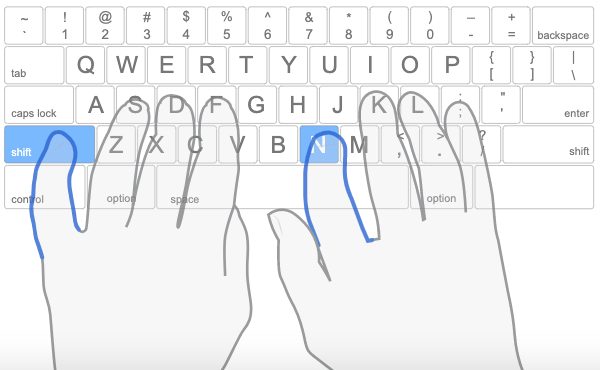 ~ ! @ # $ % ^ & * ( ) – +
` 1 2 3 4 5 6 7 8 9 0 - = backspace
tab Q W E R T Y U I O P { [ } ] | \
caps lock A S D F G H J K L : ; " ' enter
shift Z X C V B N M < , > . ? / shift
control option space option